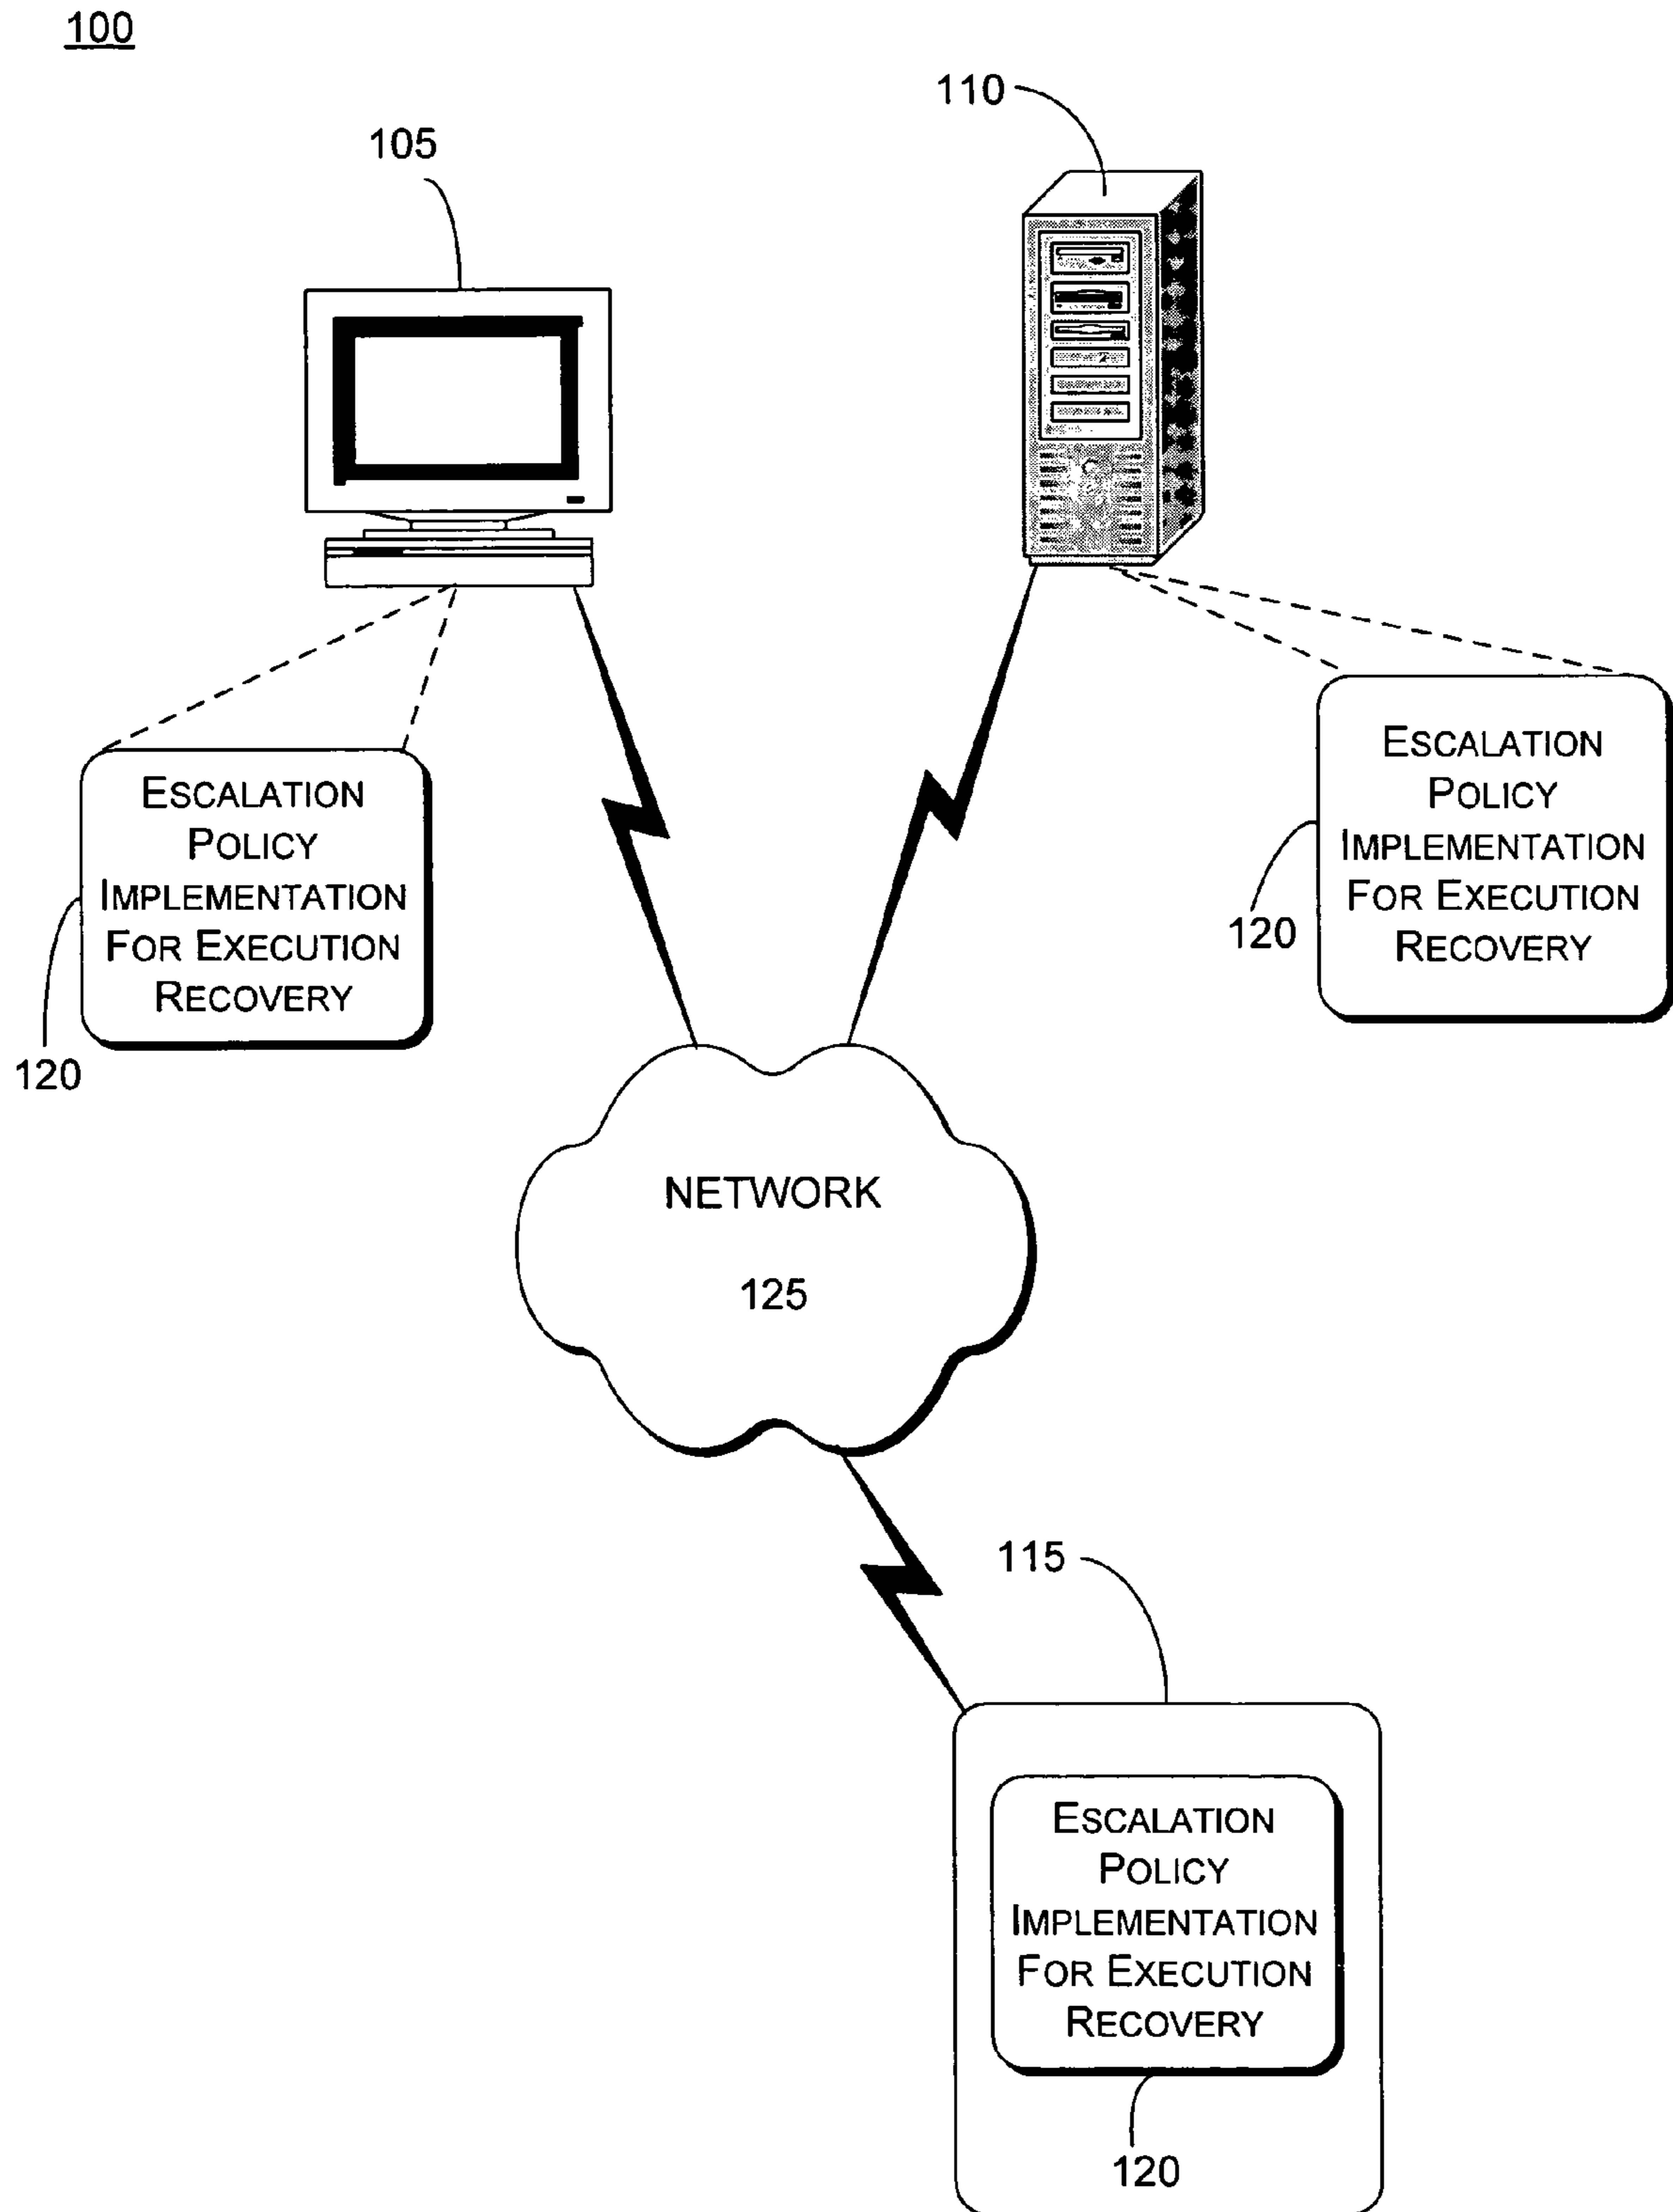 100
110
105
ESCALATION
POLICY
IMPLEMENTATION
FOR EXECUTION
RECOVERY
120
ESCALATION
POLICY
IMPLEMENTATION
FOR EXECUTION
RECOVERY
120
NETWORK
125
115
ESCALATION
POLICY
IMPLEMENTATION
FOR EXECUTION
RECOVERY
120